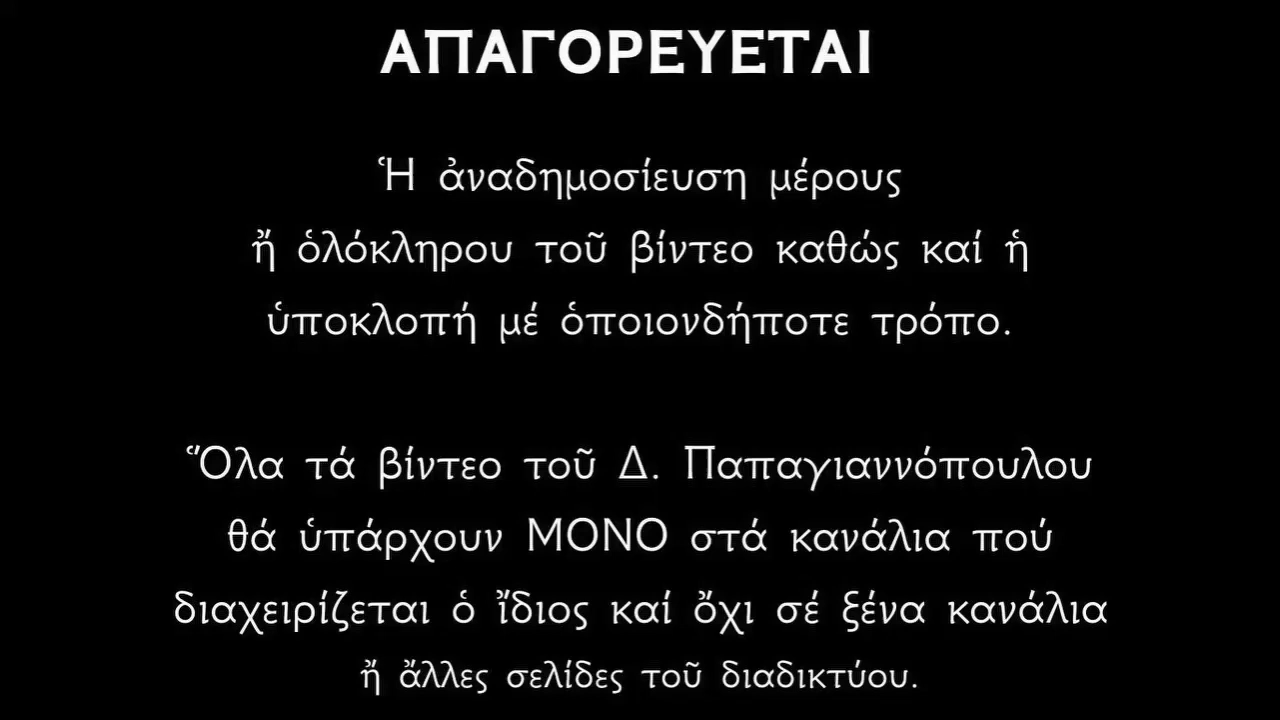 ΑΠΑΓΟΡΕΥΕΤΑΙ
Ἡ ἀναδημοσίευση μέρους
ἤ ὁλόκληρου τοῦ βίντεο καθώς καί ἡ
ὑποκλοπή μέ ὁποιονδήποτε τρόπο.
Ὅλα τά βίντεο τοῦ Δ. Παπαγιαννόπουλου
θά ὑπάρχουν ΜΟΝΟ στά κανάλια πού
διαχειρίζεται ὁ ἴδιος καί ὄχι σέ ξένα κανάλια
ἤ ἄλλες σελίδες τοῦ διαδικτύου.